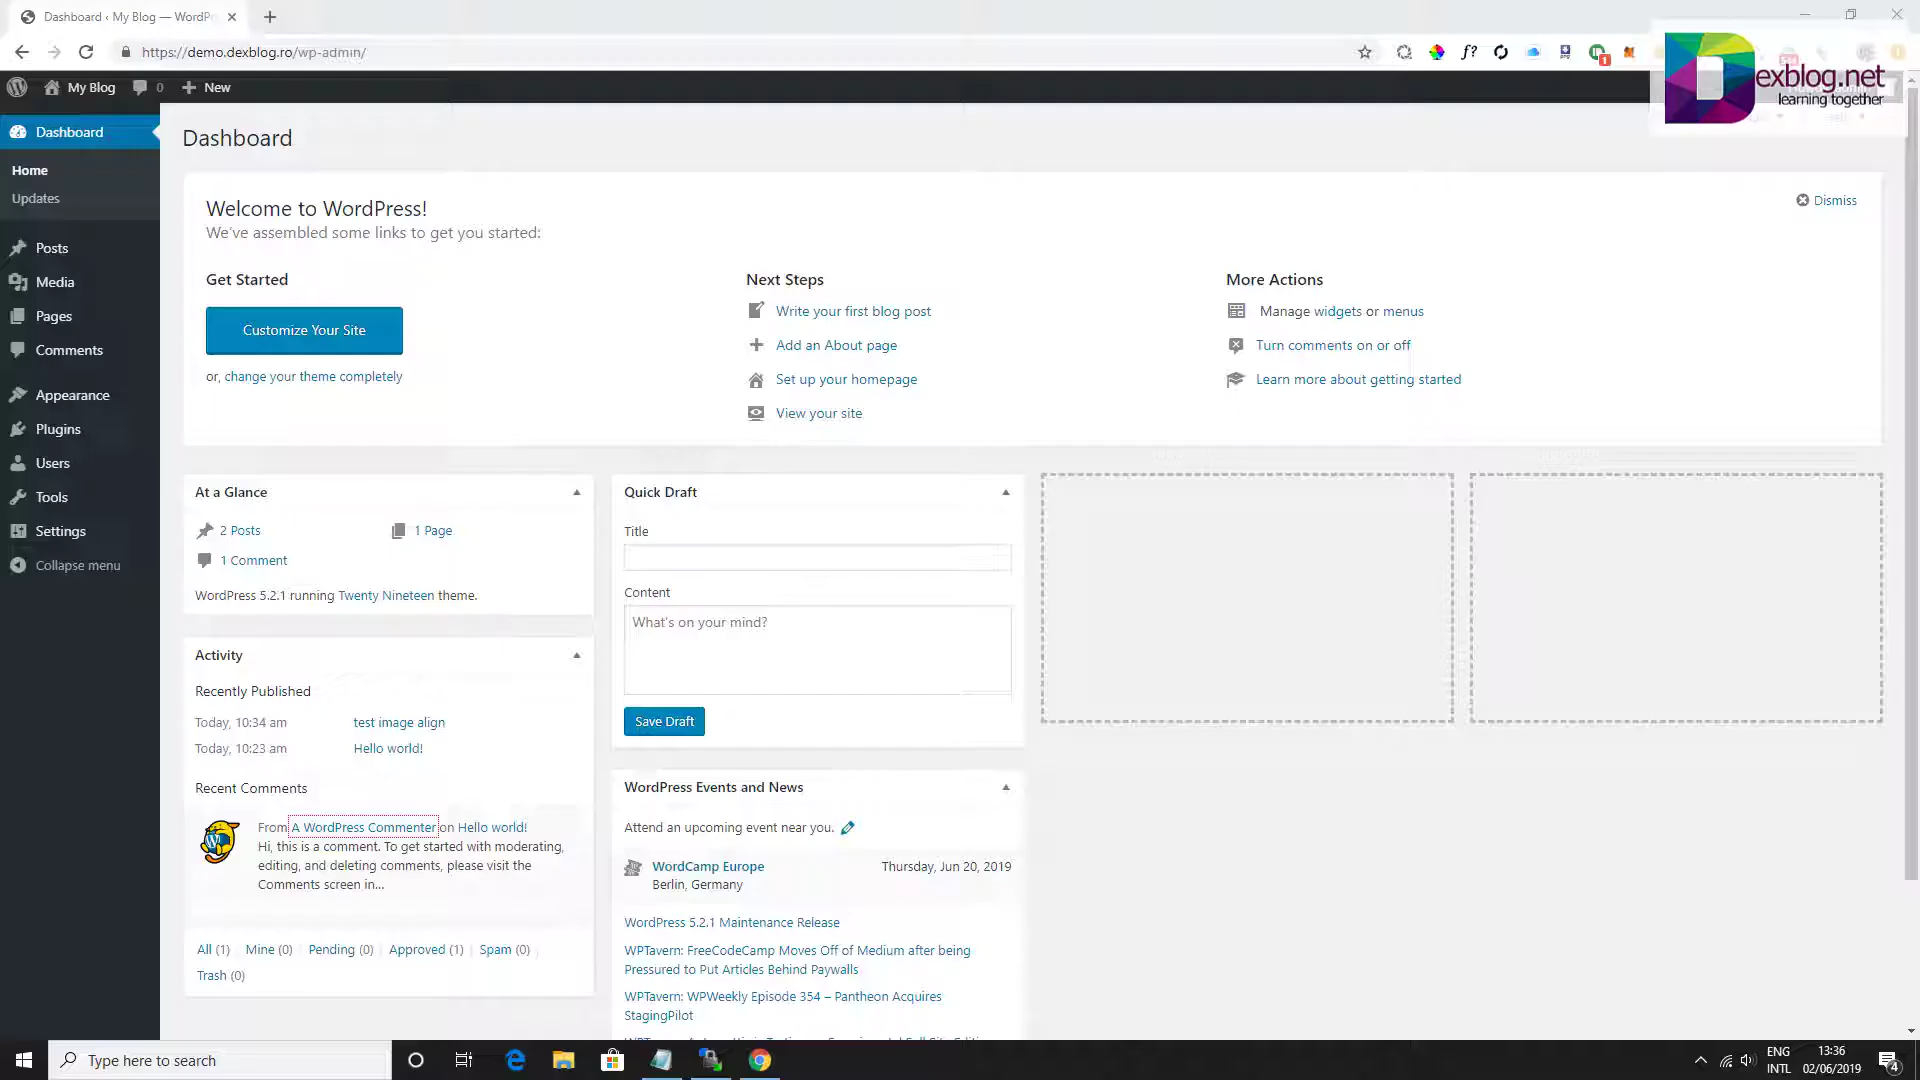 Dashboard ‹ My Blog — WordPr
https://demo.dexblog.ro/wp-admin/
f?
1
exblog.net
learning together
My Blog
0
New
Dashboard
Home
Updates
Posts
Media
Pages
Comments
Appearance
Plugins
Users
Tools
Settings
Collapse menu
Dashboard
Welcome to WordPress!
We've assembled some links to get you started:
Dismiss
Get Started
Customize Your Site
or, change your theme completely
Next Steps
Write your first blog post
Add an About page
Set up your homepage
View your site
More Actions
Manage widgets or menus
Turn comments on or off
Learn more about getting started
At a Glance
2 Posts
1 Page
1 Comment
WordPress 5.2.1 running Twenty Nineteen theme.
Activity
Recently Published
Today, 10:34 am test image align
Today, 10:23 am Hello world!
Recent Comments
From A WordPress Commenter on Hello world!
Hi, this is a comment. To get started with moderating,
editing, and deleting comments, please visit the
Comments screen in...
All (1) Mine (0) Pending (0) Approved (1) Spam (0)
Trash (0)
Quick Draft
Title
Content
What's on your mind?
Save Draft
WordPress Events and News
Attend an upcoming event near you.
WordCamp Europe Thursday, Jun 20, 2019
Berlin, Germany
WordPress 5.2.1 Maintenance Release
WPTavern: FreeCodeCamp Moves Off of Medium after being
Pressured to Put Articles Behind Paywalls
WPTavern: WPWeekly Episode 354 – Pantheon Acquires
StagingPilot
Type here to search
ENG
INTL
13:36
02/06/2019
4